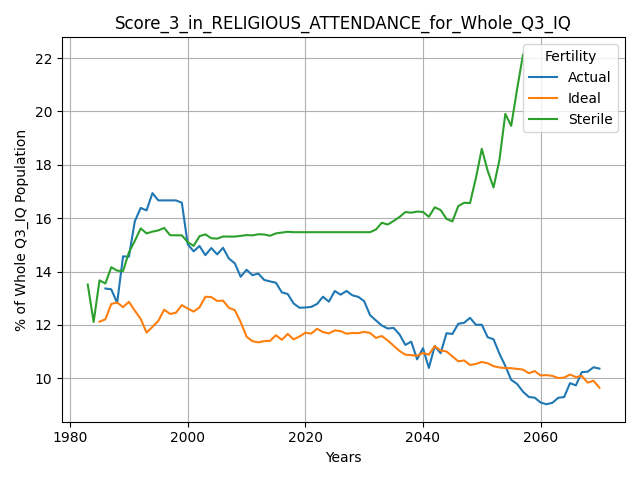 Score_3_in_RELIGIOUS_ATTENDANCE_for_Whole_Q3_IQ
% of Whole Q3_IQ Population
22
20
18
16
14
12
10
Fertility
Actual
Ideal
Sterile
1980 2000 2020 2040 2060
Years